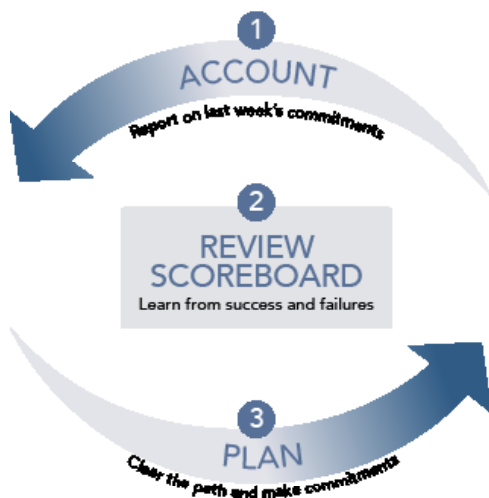 1
ACCOUNT
Report on last week's commitments
2
REVIEW
SCOREBOARD
Learn from success and failures
3
PLAN
Clear the path and make commitments